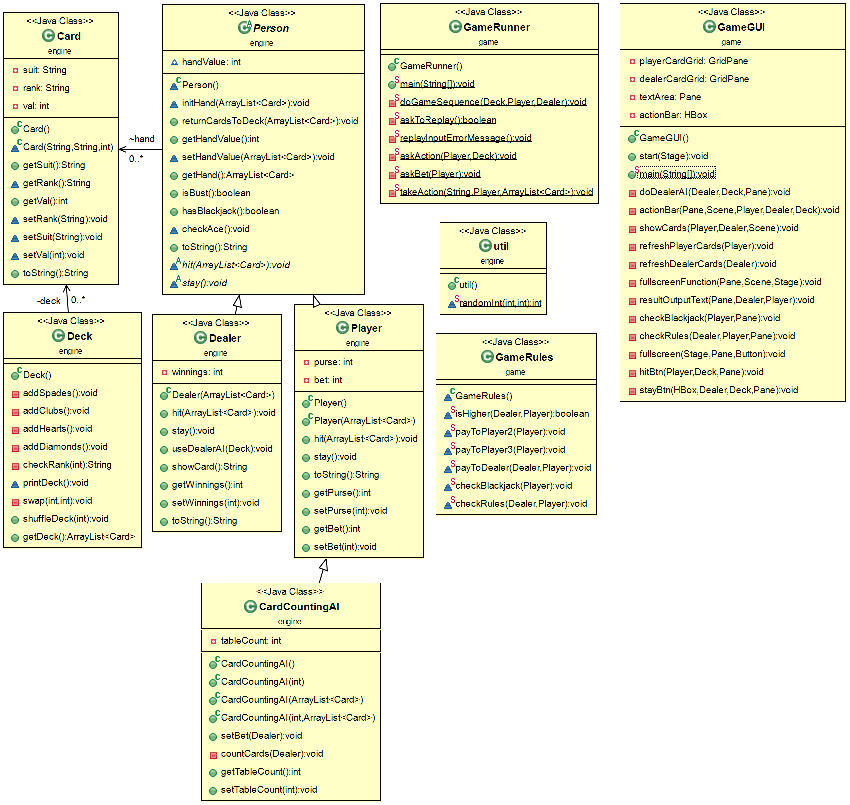 <<Java Class>>
Card
engine
suit: String
rank: String
val: int
Card()
Card(String,String,int)
getSuit():String
getRank():String
getVal():int
setRank(String):void
setSuit(String):void
setVal(int):void
toString():String
~hand
0..*
<<Java Class>>
Person
engine
handValue: int
Person()
initHand(ArrayList<Card>):void
returnCardsToDeck(ArrayList<Card>):void
getHandValue():int
setHandValue(ArrayList<Card>):void
getHand():ArrayList<Card>
isBust():boolean
hasBlackjack():boolean
checkAce():void
toString():String
hit(ArrayList<Card>):void
stay():void
<<Java Class>>
GameRunner
game
GameRunner()
main(String[]):void
doGameSequence(Deck,Player,Dealer):void
askToReplay():boolean
replayInputErrorMessage():void
askAction(Player,Deck):void
askBet(Player):void
takeAction(String,Player,ArrayList<Card>):void
<<Java Class>>
GameGUI
game
playerCardGrid: GridPane
dealerCardGrid: GridPane
textArea: Pane
actionBar: HBox
GameGUI()
start(Stage):void
main(String[]):void
doDealerAI(Dealer,Deck,Pane):void
actionBar(Pane,Scene,Player,Dealer,Deck):void
showCards(Player,Dealer,Scene):void
refreshPlayerCards(Player):void
refreshDealerCards(Dealer):void
fullscreenFunction(Pane,Scene,Stage):void
resultOutputText(Pane,Dealer,Player):void
checkBlackjack(Player,Pane):void
checkRules(Dealer,Player,Pane):void
fullscreen(Stage,Pane,Button):void
hitBtn(Player,Deck,Pane):void
stayBtn(HBox,Dealer,Deck,Pane):void
<<Java Class>>
util
engine
util()
randomInt(int,int):int
-deck
0..*
<<Java Class>>
Deck
engine
Deck()
addSpades():void
addClubs():void
addHearts():void
addDiamonds():void
checkRank(int):String
printDeck():void
swap(int,int):void
shuffleDeck(int):void
getDeck():ArrayList<Card>
<<Java Class>>
Dealer
engine
winnings: int
Dealer(ArrayList<Card>)
hit(ArrayList<Card>):void
stay():void
useDealerAI(Deck):void
showCard():String
getWinnings():int
setWinnings(int):void
toString():String
<<Java Class>>
Player
engine
purse: int
bet: int
Player()
Player(ArrayList<Card>)
hit(ArrayList<Card>):void
stay():void
toString():String
getPurse():int
setPurse(int):void
getBet():int
setBet(int):void
<<Java Class>>
GameRules
game
GameRules()
isHigher(Dealer,Player):boolean
payToPlayer2(Player):void
payToPlayer3(Player):void
payToDealer(Dealer,Player):void
checkBlackjack(Player):void
checkRules(Dealer,Player):void
<<Java Class>>
CardCountingAI
engine
tableCount: int
CardCountingAI()
CardCountingAI(int)
CardCountingAI(ArrayList<Card>)
CardCountingAI(int,ArrayList<Card>)
setBet(Dealer):void
countCards(Dealer):void
getTableCount():int
setTableCount(int):void